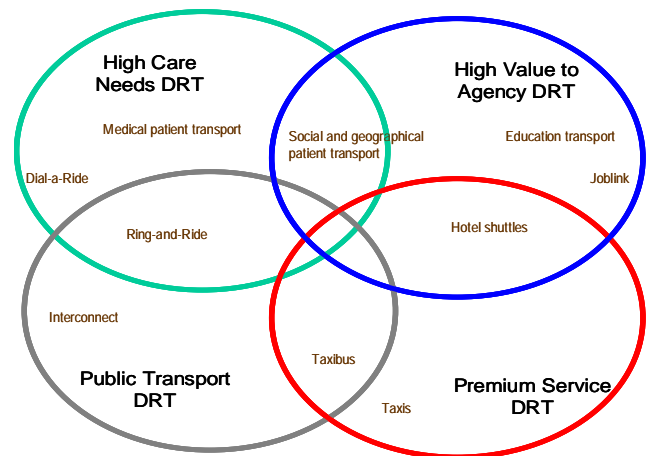 High Care
Needs DRT
High Value to
Agency DRT
Medical patient transport
Social and geographical
patient transport
Education transport
Dial-a-Ride
Joblink
Ring-and-Ride
Hotel shuttles
Interconnect
Taxibus
Public Transport
DRT
Premium Service
DRT
Taxis